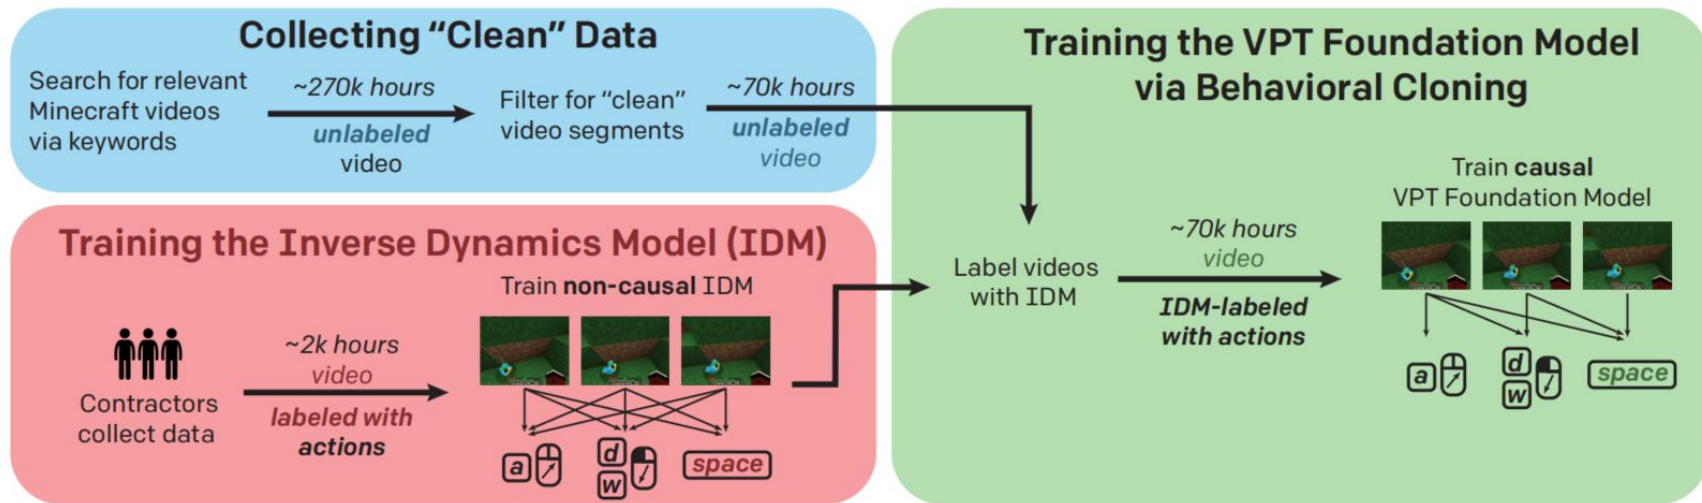 Collecting “Clean” Data
Search for relevant
Minecraft videos
via keywords
~270k hours
unlabeled
video
Filter for “clean”
video segments
~70k hours
unlabeled
video
Training the Inverse Dynamics Model (IDM)
Contractors
collect data
~2k hours
video
labeled with
actions
Train non-causal IDM
a
d
w
space
Training the VPT Foundation Model
via Behavioral Cloning
Label videos
with IDM
~70k hours
video
IDM-labeled
with actions
Train causal
VPT Foundation Model
a
d
w
space